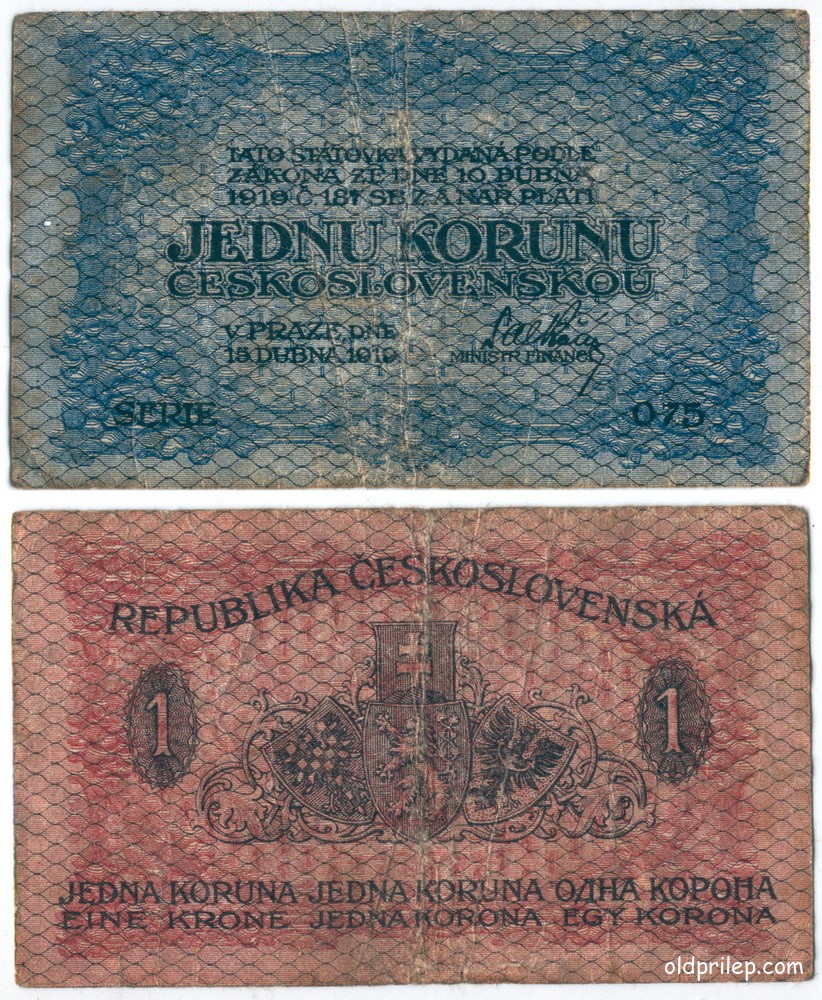 TATO STÁTOVKA, VYDANÁ PODLE
ZÁKONA ZE DNE 10. DUBNA
1919 Č 187 SB. Z. A NAŘ. PLATÍ
JEDNU KORUNU
ČESKOSLOVENSKOU
V PRAZE, DNE
15. DUBNA 1919.
MINISTR FINANCÍ
SERIE 075
REPUBLIKA ČESKOSLOVENSKÁ
1 1
JEDNA KORUNA-JEDNA KORUNA ОДНА КОРОНА
EINE KRONE JEDNA KORONA EGY KORONA
oldprilep.com